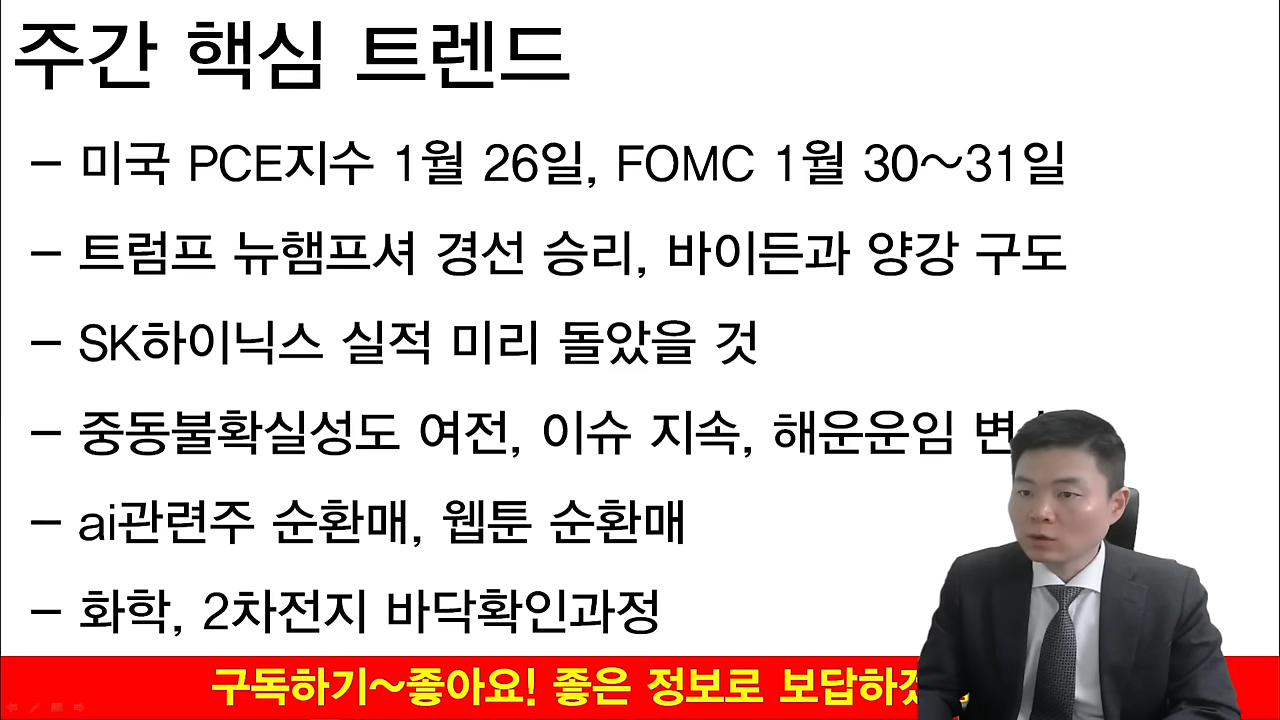 주간 핵심 트렌드
– 미국 PCE지수 1월 26일, FOMC 1월 30~31일
– 트럼프 뉴햄프셔 경선 승리, 바이든과 양강 구도
– SK하이닉스 실적 미리 돌았을 것
– 중동불확실성도 여전, 이슈 지속, 해운운임
– ai관련주 순환매, 웹툰 순환매
– 화학, 2차전지 바닥확인과정
구독하기~좋아요! 좋은 정보로